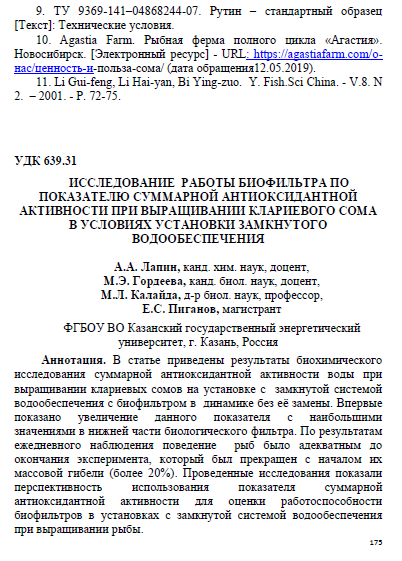 9. ТУ 9369-141–04868244-07. Рутин – стандартный образец
[Текст]: Технические условия.
10. Agastia Farm. Рыбная ферма полного цикла «Агастия».
Новосибирск. [Электронный ресурс] - URL: https://agastiafarm.com/о-
нас/ценность-и-польза-сома/ (дата обращения12.05.2019).
11. Li Gui-feng, Li Hai-yan, Bi Ying-zuo. Y. Fish.Sci China. - V.8. N
2. – 2001. - P. 72-75.
УДК 639.31
ИССЛЕДОВАНИЕ РАБОТЫ БИОФИЛЬТРА ПО
ПОКАЗАТЕЛЮ СУММАРНОЙ АНТИОКСИДАНТНОЙ
АКТИВНОСТИ ПРИ ВЫРАЩИВАНИИ КЛАРИЕВОГО СОМА
В УСЛОВИЯХ УСТАНОВКИ ЗАМКНУТОГО
ВОДООБЕСПЕЧЕНИЯ
А.А. Лапин, канд. хим. наук, доцент,
М.Э. Гордеева, канд. биол. наук, доцент,
М.Л. Калайда, д-р биол. наук, профессор,
Е.С. Пиганов, магистрант
ФГБОУ ВО Казанский государственный энергетический
университет, г. Казань, Россия
Аннотация. В статье приведены результаты биохимического
исследования суммарной антиоксидантной активности воды при
выращивании клариевых сомов на установке с замкнутой системой
водообеспечения с биофильтром в динамике без её замены. Впервые
показано увеличение данного показателя с наибольшими
значениями в нижней части биологического фильтра. По результатам
ежедневного наблюдения поведение рыб было адекватным до
окончания эксперимента, который был прекращен с началом их
массовой гибели (более 20%). Проведенные исследования показали
перспективность использования показателя суммарной
антиоксидантной активности для оценки работоспособности
биофильтров в установках с замкнутой системой водообеспечения
при выращивании рыбы.
175